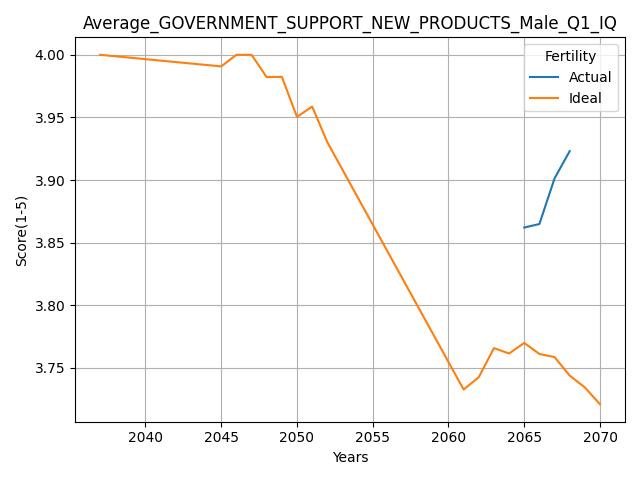 Average_GOVERNMENT_SUPPORT_NEW_PRODUCTS_Male_Q1_IQ
Fertility
Actual
Ideal
Score(1-5)
4.00
3.95
3.90
3.85
3.80
3.75
2040 2045 2050 2055 2060 2065 2070
Years